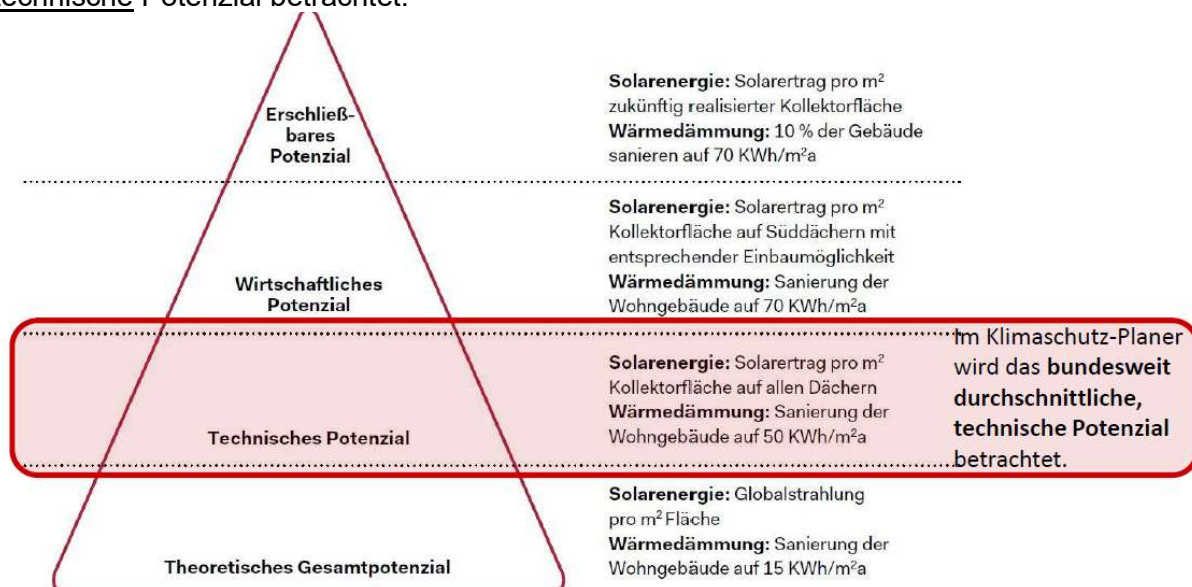 technische Potenzial betrachtet.
Erschließ-
bares
Potenzial
Solarenergie: Solarertrag pro m²
zukünftig realisierter Kollektorfläche
Wärmedämmung: 10 % der Gebäude
sanieren auf 70 KWh/m²a
Wirtschaftliches
Potenzial
Solarenergie: Solarertrag pro m²
Kollektorfläche auf Süddächern mit
entsprechender Einbaumöglichkeit
Wärmedämmung: Sanierung der
Wohngebäude auf 70 KWh/m²a
Technisches Potenzial
Solarenergie: Solarertrag pro m²
Kollektorfläche auf allen Dächern
Wärmedämmung: Sanierung der
Wohngebäude auf 50 KWh/m²a
Im Klimaschutz-Planer
wird das bundesweit
durchschnittliche,
technische Potenzial
betrachtet.
Theoretisches Gesamtpotenzial
Solarenergie: Globalstrahlung
pro m² Fläche
Wärmedämmung: Sanierung der
Wohngebäude auf 15 KWh/m²a